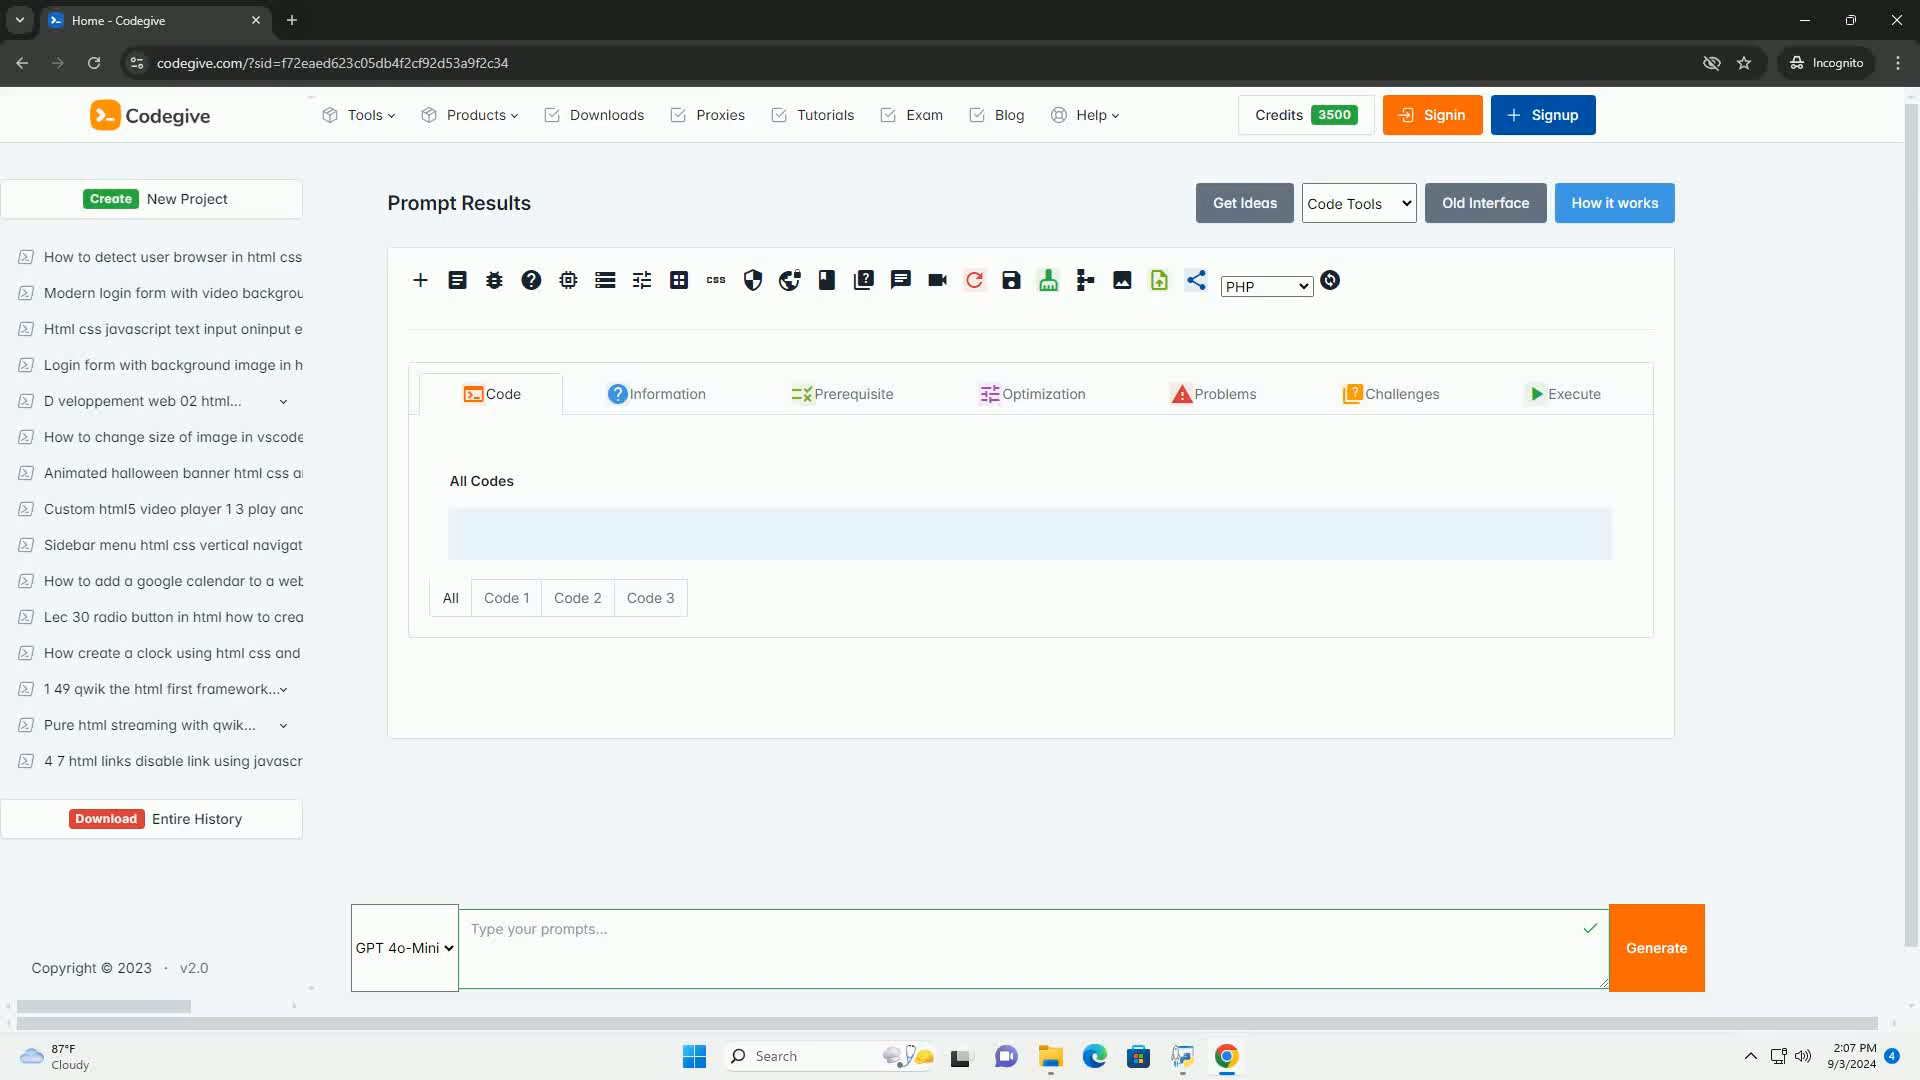 Home - Codegive
codegive.com/?sid=f72eaed623c05db4f2cf92d53a9f2c34
Incognito
Codegive
Tools
Products
Downloads
Proxies
Tutorials
Exam
Blog
Help
Credits 3500
Signin
Signup
Create New Project
Prompt Results
Get Ideas
Code Tools
Old Interface
How it works
How to detect user browser in html css
Modern login form with video backgrou
Html css javascript text input oninput e
Login form with background image in h
D veloppement web 02 html...
How to change size of image in vscode
Animated halloween banner html css a
Custom html5 video player 1 3 play and
Sidebar menu html css vertical navigat
How to add a google calendar to a web
Lec 30 radio button in html how to crea
How create a clock using html css and
1 49 qwik the html first framework...
Pure html streaming with qwik...
4 7 html links disable link using javascr
Download Entire History
css
PHP
Code
Information
Prerequisite
Optimization
Problems
Challenges
Execute
All Codes
All
Code 1
Code 2
Code 3
GPT 4o-Mini
Type your prompts...
Generate
Copyright © 2023 · v2.0
87°F
Cloudy
Search
2:07 PM
9/3/2024
4